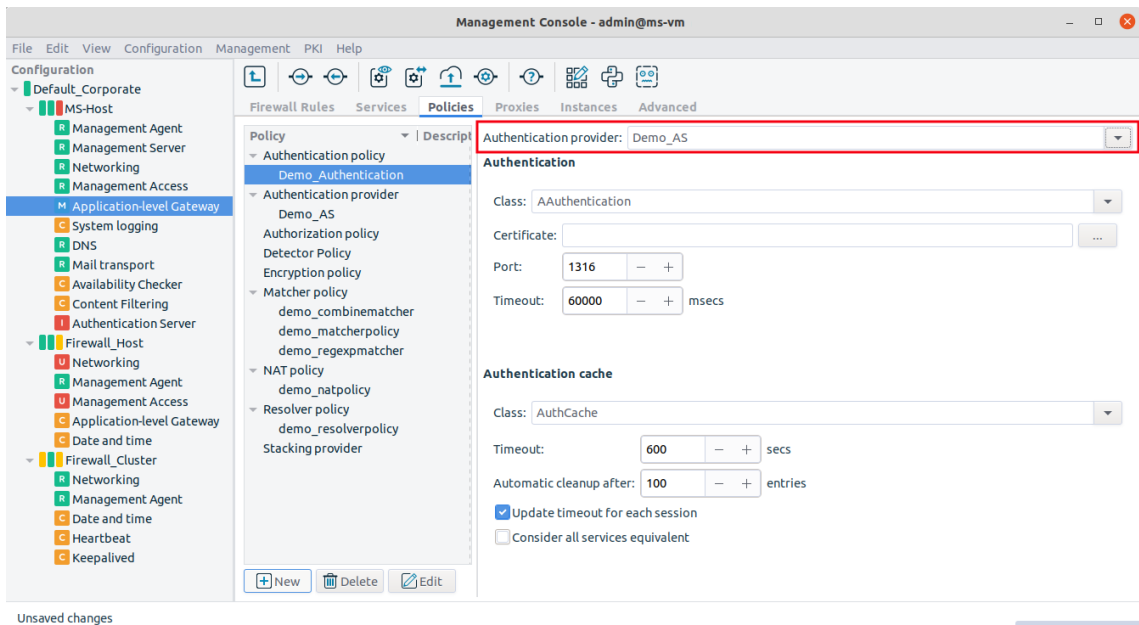 Management Console - admin@ms-vm
File Edit View Configuration Management PKI Help
Configuration
Default_Corporate
MS-Host
R Management Agent
R Management Server
R Networking
R Management Access
M Application-level Gateway
C System logging
R DNS
R Mail transport
C Availability Checker
C Content Filtering
I Authentication Server
Firewall_Host
U Networking
R Management Agent
U Management Access
C Application-level Gateway
C Date and time
Firewall_Cluster
R Networking
R Management Agent
C Date and time
C Heartbeat
C Keepalived
Firewall Rules Services Policies Proxies Instances Advanced
Policy Descript
Authentication policy
Demo_Authentication
Authentication provider
Demo_AS
Authorization policy
Detector Policy
Encryption policy
Matcher policy
demo_combinematcher
demo_matcherpolicy
demo_regexpmatcher
NAT policy
demo_natpolicy
Resolver policy
demo_resolverpolicy
Stacking provider
New Delete Edit
Authentication provider: Demo_AS
Authentication
Class: AAuthentication
Certificate: ...
Port: 1316 − +
Timeout: 60000 − + msecs
Authentication cache
Class: AuthCache
Timeout: 600 − + secs
Automatic cleanup after: 100 − + entries
Update timeout for each session
Consider all services equivalent
Unsaved changes